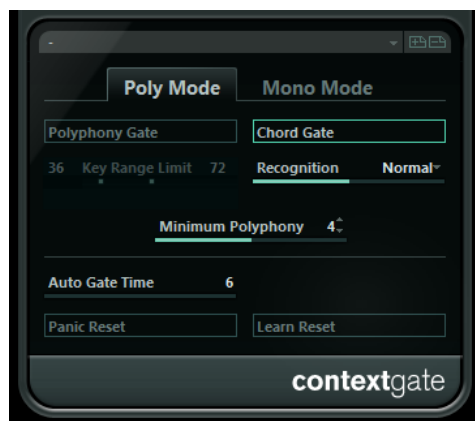 -
Poly Mode Mono Mode
Polyphony Gate Chord Gate
36 Key Range Limit 72 Recognition Normal
Minimum Polyphony 4
Auto Gate Time 6
Panic Reset Learn Reset
contextgate